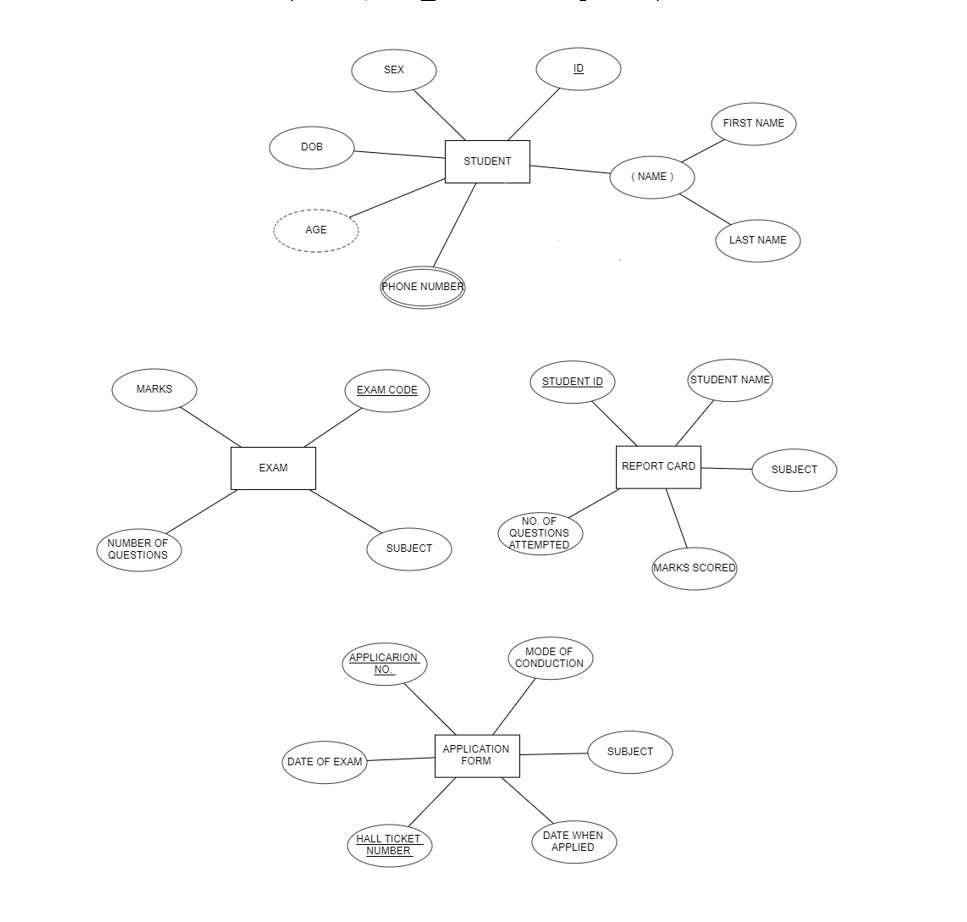 SEX
ID
FIRST NAME
DOB
STUDENT
( NAME )
AGE
LAST NAME
PHONE NUMBER
MARKS
EXAM CODE
EXAM
NUMBER OF
QUESTIONS
SUBJECT
STUDENT ID
STUDENT NAME
REPORT CARD
SUBJECT
NO. OF
QUESTIONS
ATTEMPTED
MARKS SCORED
APPLICARION
NO.
MODE OF
CONDUCTION
APPLICATION
FORM
SUBJECT
DATE OF EXAM
HALL TICKET
NUMBER
DATE WHEN
APPLIED